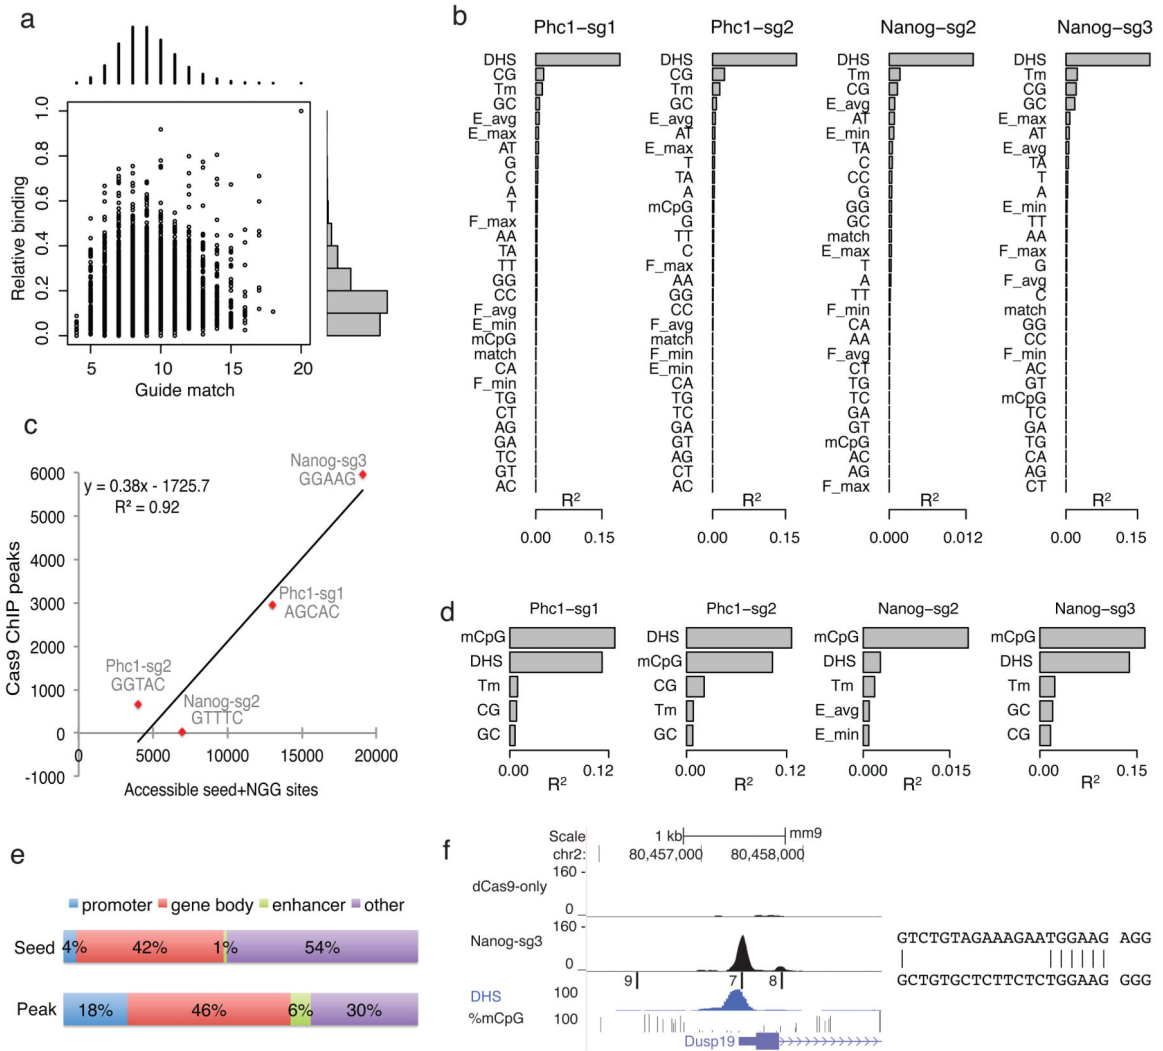 a
Relative binding
0.0
0.2
0.4
0.6
0.8
1.0
5
10
15
20
Guide match
b
Phc1−sg1
DHS
CG
Tm
GC
E_avg
E_max
AT
G
C
A
T
F_max
AA
TA
TT
GG
CC
F_avg
E_min
mCpG
match
CA
F_min
TG
CT
AG
GA
TC
GT
AC
R²
0.00
0.15
Phc1−sg2
DHS
CG
Tm
GC
E_avg
AT
E_max
T
TA
A
mCpG
G
TT
C
F_max
AA
GG
CC
F_avg
match
F_min
E_min
CA
TG
TC
GA
GT
AG
CT
AC
R²
0.00
0.15
Nanog−sg2
DHS
Tm
CG
E_avg
AT
E_min
TA
C
CC
G
GG
GC
match
E_max
T
A
TT
F_min
CA
AA
F_avg
CT
TG
TC
GA
GT
mCpG
AC
AG
F_max
R²
0.000
0.012
Nanog−sg3
DHS
Tm
CG
GC
E_max
AT
E_avg
TA
T
A
E_min
TT
AA
F_max
G
F_avg
C
match
GG
CC
F_min
AC
GT
mCpG
TC
GA
TG
CA
AG
CT
R²
0.00
0.15
c
Cas9 ChIP peaks
6000
5000
4000
3000
2000
1000
0
-1000
y = 0.38x - 1725.7
R² = 0.92
Nanog-sg3
GGAAG
Phc1-sg1
AGCAC
Phc1-sg2
GGTAC
Nanog-sg2
GTTTC
0
5000
10000
15000
20000
Accessible seed+NGG sites
d
Phc1−sg1
mCpG
DHS
Tm
CG
GC
0.00
0.12
R²
Phc1−sg2
DHS
mCpG
CG
Tm
GC
0.00
0.12
R²
Nanog−sg2
mCpG
DHS
Tm
E_avg
E_min
0.000
0.015
R²
Nanog−sg3
mCpG
DHS
Tm
GC
CG
0.00
0.15
R²
e
promoter gene body enhancer other
Seed 4% 42% 1% 54%
Peak 18% 46% 6% 30%
f
Scale 1 kb mm9
chr2: 80,457,000 80,458,000
160
dCas9-only
0
160
Nanog-sg3
0
9 7 8
DHS 100
%mCpG 100
Dusp19
GTCTGTAGAAAGAATGGAAG AGG
GCTGTGCTCTTCTCTGGAAG GGG